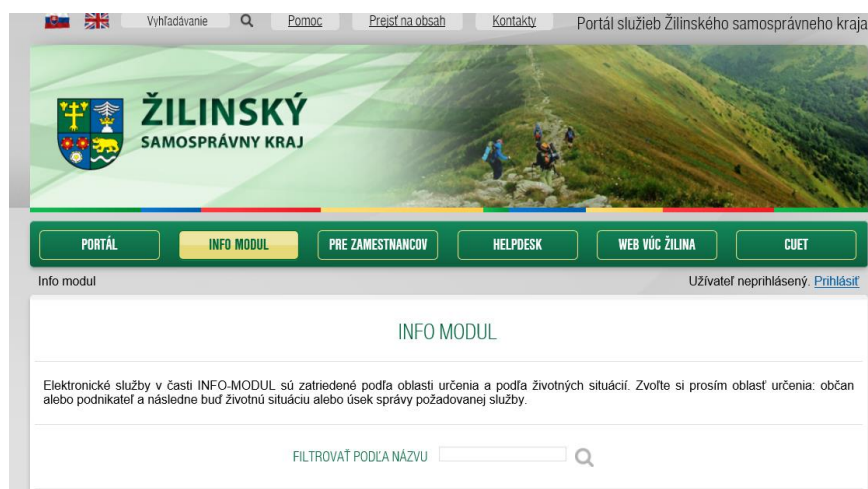 Vyhľadávanie Pomoc Prejsť na obsah Kontakty Portál služieb Žilinského samosprávneho kraja
ŽILINSKÝ
SAMOSPRÁVNY KRAJ
PORTÁL INFO MODUL PRE ZAMESTNANCOV HELPDESK WEB VÚC ŽILINA CUET
Info modul Užívateľ neprihlásený. Prihlásiť
INFO MODUL
Elektronické služby v časti INFO-MODUL sú zatriedené podľa oblasti určenia a podľa životných situácií. Zvoľte si prosím oblasť určenia: občan
alebo podnikateľ a následne buď životnú situáciu alebo úsek správy požadovanej služby.
FILTROVAŤ PODĽA NÁZVU